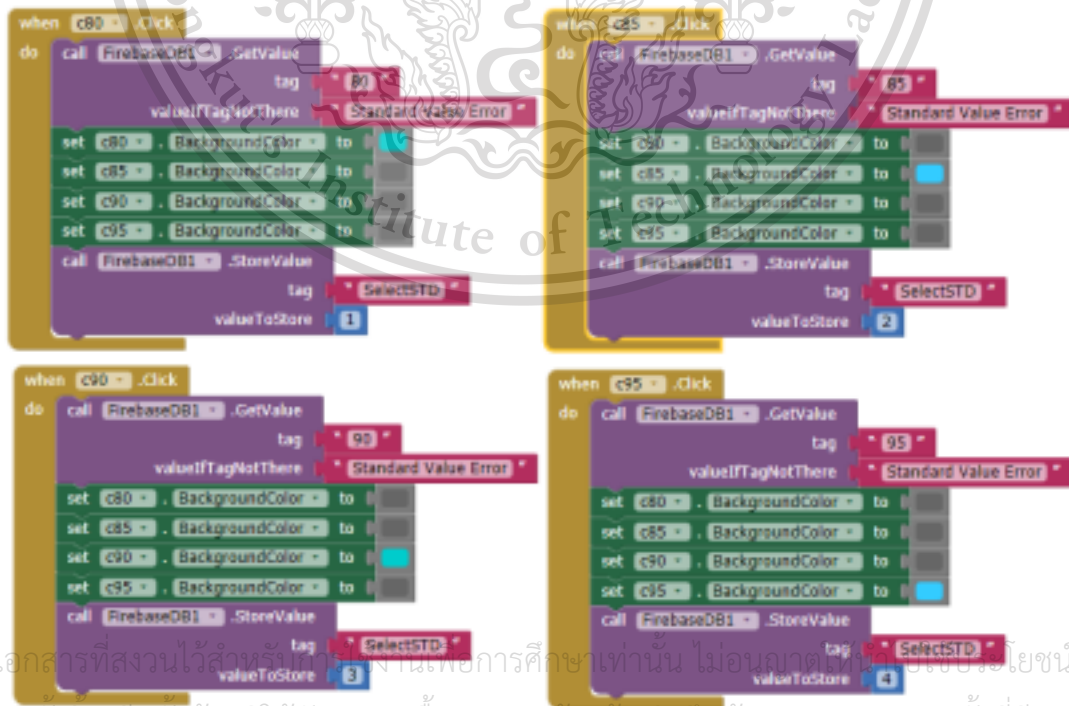 when c80 .Click
do call FirebaseDB1 .GetValue
tag " 80 "
valueIfTagNotThere " Standard Value Error "
set c80 . BackgroundColor to
set c85 . BackgroundColor to
set c90 . BackgroundColor to
set c95 . BackgroundColor to
call FirebaseDB1 .StoreValue
tag " SelectSTD "
valueToStore 1
when c85 .Click
do call FirebaseDB1 .GetValue
tag " 85 "
valueIfTagNotThere " Standard Value Error "
set c80 . BackgroundColor to
set c85 . BackgroundColor to
set c90 . BackgroundColor to
set c95 . BackgroundColor to
call FirebaseDB1 .StoreValue
tag " SelectSTD "
valueToStore 2
when c90 .Click
do call FirebaseDB1 .GetValue
tag " 90 "
valueIfTagNotThere " Standard Value Error "
set c80 . BackgroundColor to
set c85 . BackgroundColor to
set c90 . BackgroundColor to
set c95 . BackgroundColor to
call FirebaseDB1 .StoreValue
tag " SelectSTD "
valueToStore 3
when c95 .Click
do call FirebaseDB1 .GetValue
tag " 95 "
valueIfTagNotThere " Standard Value Error "
set c80 . BackgroundColor to
set c85 . BackgroundColor to
set c90 . BackgroundColor to
set c95 . BackgroundColor to
call FirebaseDB1 .StoreValue
tag " SelectSTD "
valueToStore 4
Institute of Technology
เอกสารที่สงวนไว้สำหรับการใช้งานเพื่อการศึกษาเท่านั้น ไม่อนุญาตให้นำไปใช้ประโยชน์